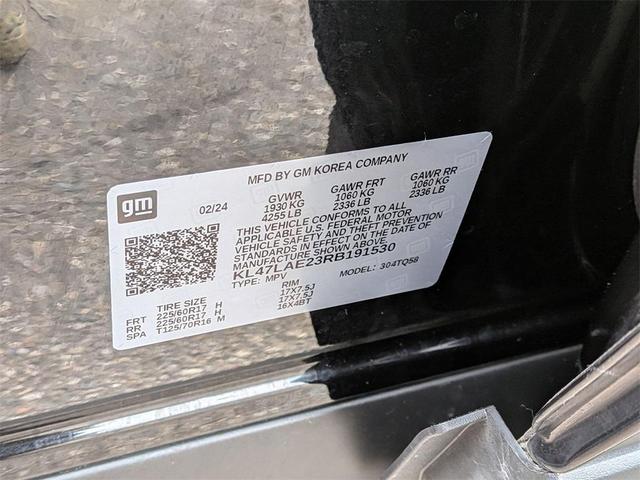 MFD BY GM KOREA COMPANY
gm
02/24
GVWR
1930 KG
4255 LB
GAWR FRT
1060 KG
2336 LB
GAWR RR
1060 KG
2336 LB
THIS VEHICLE CONFORMS TO ALL
APPLICABLE U.S. FEDERAL MOTOR
VEHICLE SAFETY AND THEFT PREVENTION
STANDARDS IN EFFECT ON THE DATE OF
MANUFACTURE SHOWN ABOVE.
KL47LAE23RB191530
TYPE: MPV MODEL: 304TQ58
TIRE SIZE RIM
FRT 225/60R17 H 17X7.5J
RR 225/60R17 H 17X7.5J
SPA T125/70R16 M 16X4BT